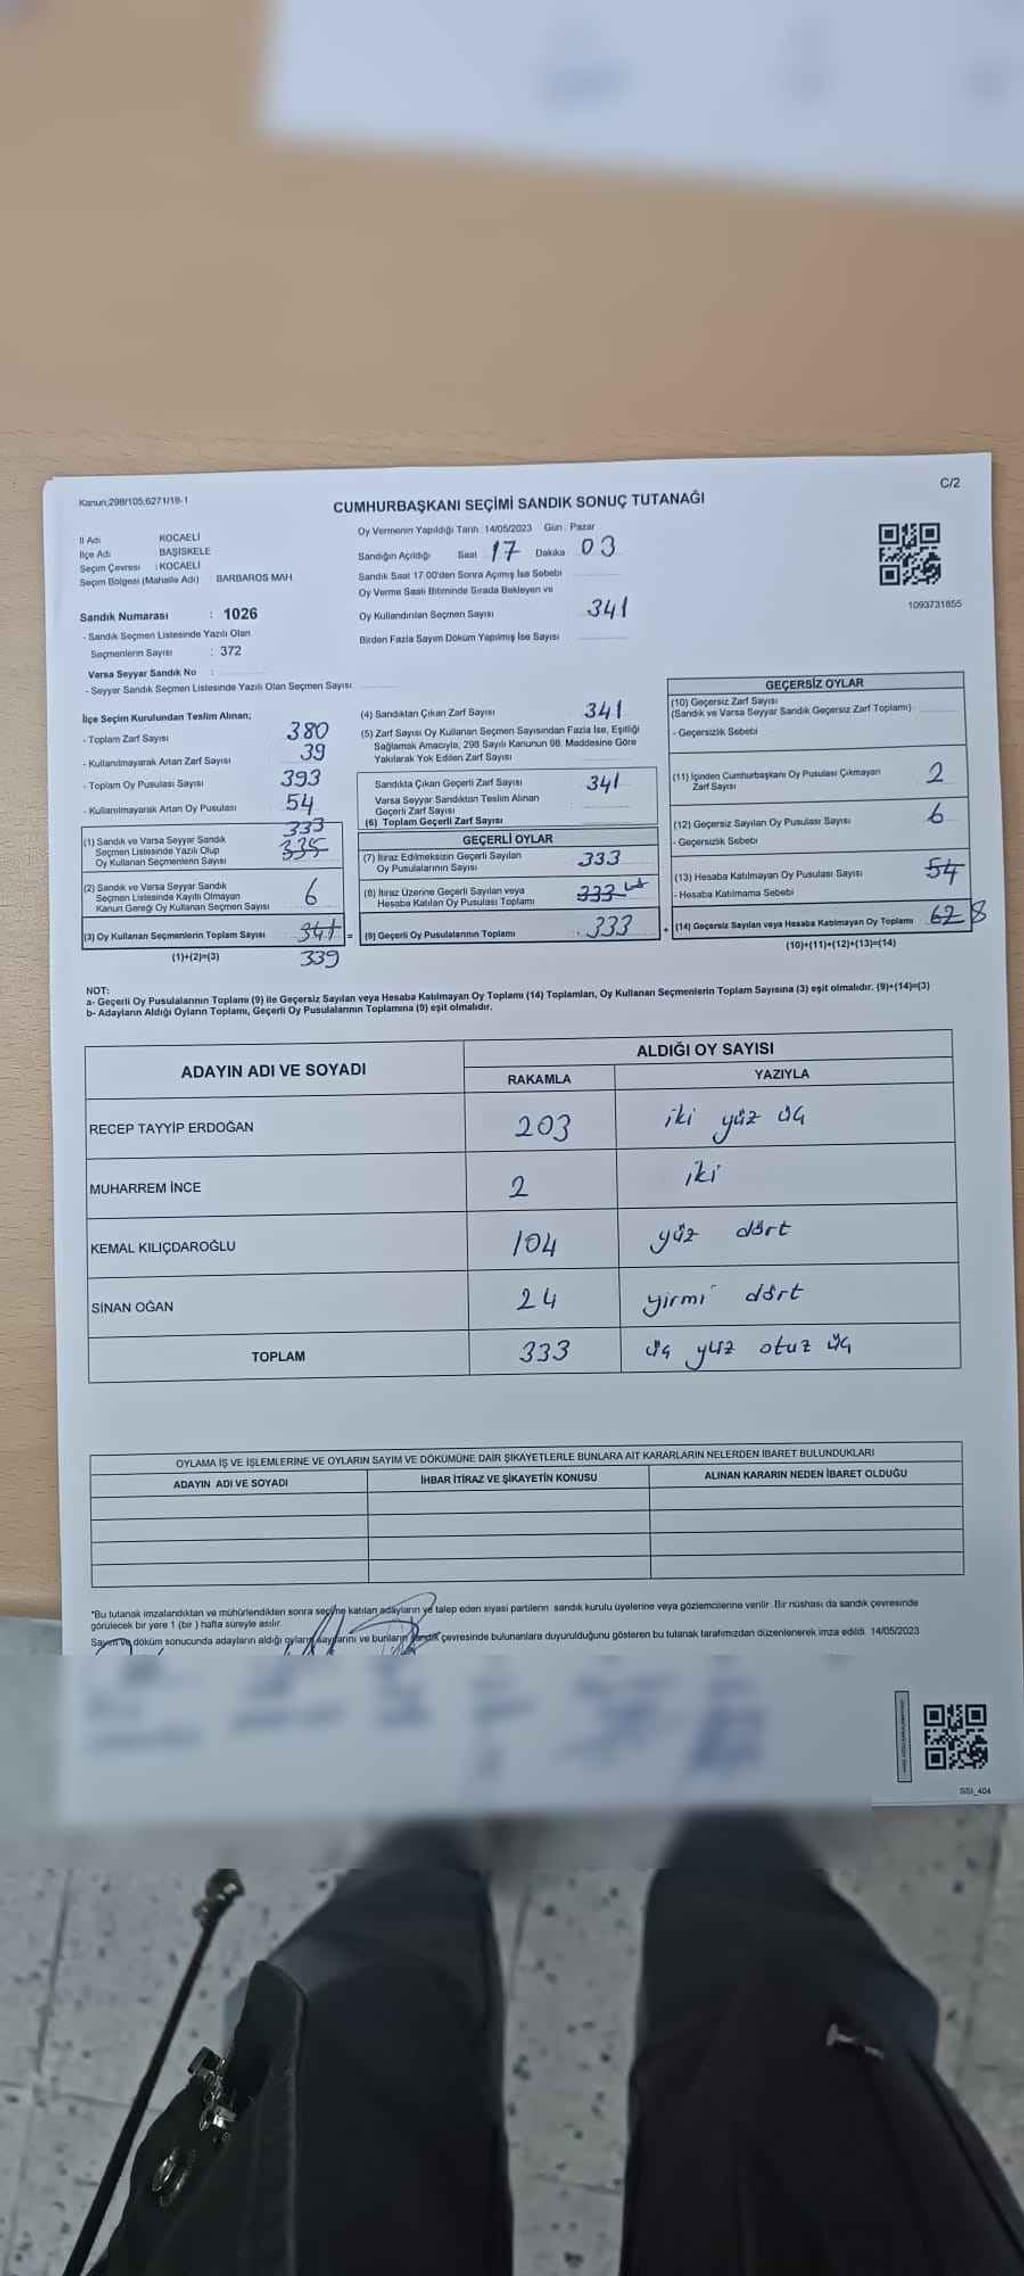 Kanun;298/105,6271/19-1
C/2
CUMHURBAŞKANI SEÇİMİ SANDIK SONUÇ TUTANAĞI
İl Adı KOCAELİ
İlçe Adı BAŞİSKELE
Seçim Çevresi :KOCAELİ
Seçim Bölgesi (Mahalle Adı) : BARBAROS MAH
Oy Vermenin Yapıldığı Tarih 14/05/2023 Gün : Pazar
Sandığın Açıldığı Saat 17 Dakika 03
Sandık Saat 17.00'den Sonra Açımış İse Sebebi
Oy Verme Saati Bitiminde Sırada Bekleyen ve
Oy Kullandırılan Seçmen Sayısı 341
Birden Fazla Sayım Döküm Yapılmış İse Sayısı
1093731855
Sandık Numarası : 1026
- Sandık Seçmen Listesinde Yazılı Olan
Seçmenlerin Sayısı : 372
Varsa Seyyar Sandık No :
- Seyyar Sandık Seçmen Listesinde Yazılı Olan Seçmen Sayısı
İlçe Seçim Kurulundan Teslim Alınan;
- Toplam Zarf Sayısı 380
- Kullanılmayarak Artan Zarf Sayısı 39
- Toplam Oy Pusulası Sayısı 393
- Kullanılmayarak Artan Oy Pusulası 54
333
(1) Sandık ve Varsa Seyyar Sandık
Seçmen Listesinde Yazılı Olup
Oy Kullanan Seçmenlerin Sayısı 335
(2) Sandık ve Varsa Seyyar Sandık
Seçmen Listesinde Kayıtlı Olmayan
Kanun Gereği Oy Kullanan Seçmen Sayısı 6
(3) Oy Kullanan Seçmenlerin Toplam Sayısı 341 =
(1)+(2)=(3) 339
(4) Sandıktan Çıkan Zarf Sayısı 341
(5) Zarf Sayısı Oy Kullanan Seçmen Sayısından Fazla İse, Eşitliği
Sağlamak Amacıyla, 298 Sayılı Kanunun 98. Maddesine Göre
Yakılarak Yok Edilen Zarf Sayısı
Sandıkta Çıkan Geçerli Zarf Sayısı 341
Varsa Seyyar Sandıktan Teslim Alınan
Geçerli Zarf Sayısı
(6) Toplam Geçerli Zarf Sayısı
GEÇERLİ OYLAR
(7) İtiraz Edilmeksizin Geçerli Sayılan
Oy Pusulalarının Sayısı 333
(8) İtiraz Üzerine Geçerli Sayılan veya
Hesaba Katılan Oy Pusulası Toplamı 333
(9) Geçerli Oy Pusulalarının Toplamı 333 +
GEÇERSİZ OYLAR
(10) Geçersiz Zarf Sayısı
(Sandık ve Varsa Seyyar Sandık Geçersiz Zarf Toplamı)
- Geçersizlik Sebebi
(11) İçinden Cumhurbaşkanı Oy Pusulası Çıkmayan
Zarf Sayısı 2
(12) Geçersiz Sayılan Oy Pusulası Sayısı 6
- Geçersizlik Sebebi
(13) Hesaba Katılmayan Oy Pusulası Sayısı 54
- Hesaba Katılmama Sebebi
(14) Geçersiz Sayılan veya Hesaba Katılmayan Oy Toplamı 62 8
(10)+(11)+(12)+(13)=(14)
NOT:
a- Geçerli Oy Pusulalarının Toplamı (9) ile Geçersiz Sayılan veya Hesaba Katılmayan Oy Toplamı (14) Toplamları, Oy Kullanan Seçmenlerin Toplam Sayısına (3) eşit olmalıdır. (9)+(14)=(3)
b- Adayların Aldığı Oyların Toplamı, Geçerli Oy Pusulalarının Toplamına (9) eşit olmalıdır.
ADAYIN ADI VE SOYADI
ALDIĞI OY SAYISI
RAKAMLA YAZIYLA
RECEP TAYYİP ERDOĞAN 203 iki yüz üç
MUHARREM İNCE 2 iki
KEMAL KILIÇDAROĞLU 104 yüz dört
SİNAN OĞAN 24 yirmi dört
TOPLAM 333 üç yüz otuz üç
OYLAMA İŞ VE İŞLEMLERİNE VE OYLARIN SAYIM VE DÖKÜMÜNE DAİR ŞİKAYETLERLE BUNLARA AİT KARARLARIN NELERDEN İBARET BULUNDUKLARI
ADAYIN ADI VE SOYADI İHBAR İTİRAZ VE ŞİKAYETİN KONUSU ALINAN KARARIN NEDEN İBARET OLDUĞU
*Bu tutanak imzalandıktan ve mühürlendikten sonra seçime katılan adayların ve talep eden siyasi partilerin sandık kurulu üyelerine veya gözlemcilerine verilir. Bir nüshası da sandık çevresinde
görülecek bir yere 1 (bir) hafta süreyle asılır.
Sayım ve döküm sonucunda adayların aldığı oyların sayılarını ve bunların sandık çevresinde bulunanlara duyurulduğunu gösteren bu tutanak tarafımızdan düzenlenerek imza edildi. 14/05/2023
SSI_404